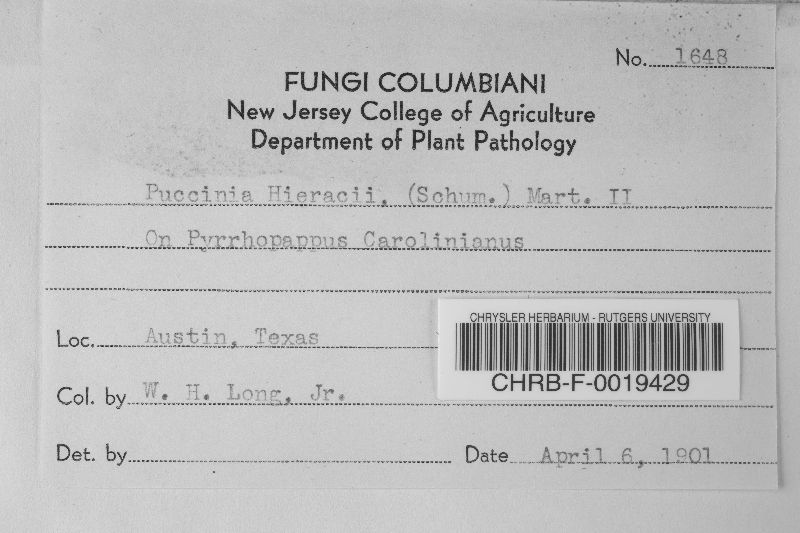 No. 1648
FUNGI COLUMBIANI
New Jersey College of Agriculture
Department of Plant Pathology
Puccinia Hieracii, (Schum.) Mart. II
On Pyrrhopappus Carolinianus
Loc. Austin, Texas
CHRYSLER HERBARIUM - RUTGERS UNIVERSITY
CHRB-F-0019429
Col. by W. H. Long, Jr.
Det. by
Date April 6, 1901